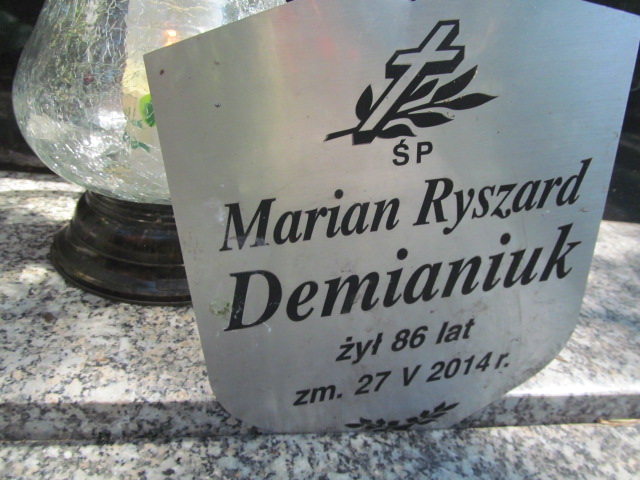 ŚP
Marian Ryszard
Demianiuk
żył 86 lat
zm. 27 V 2014 r.